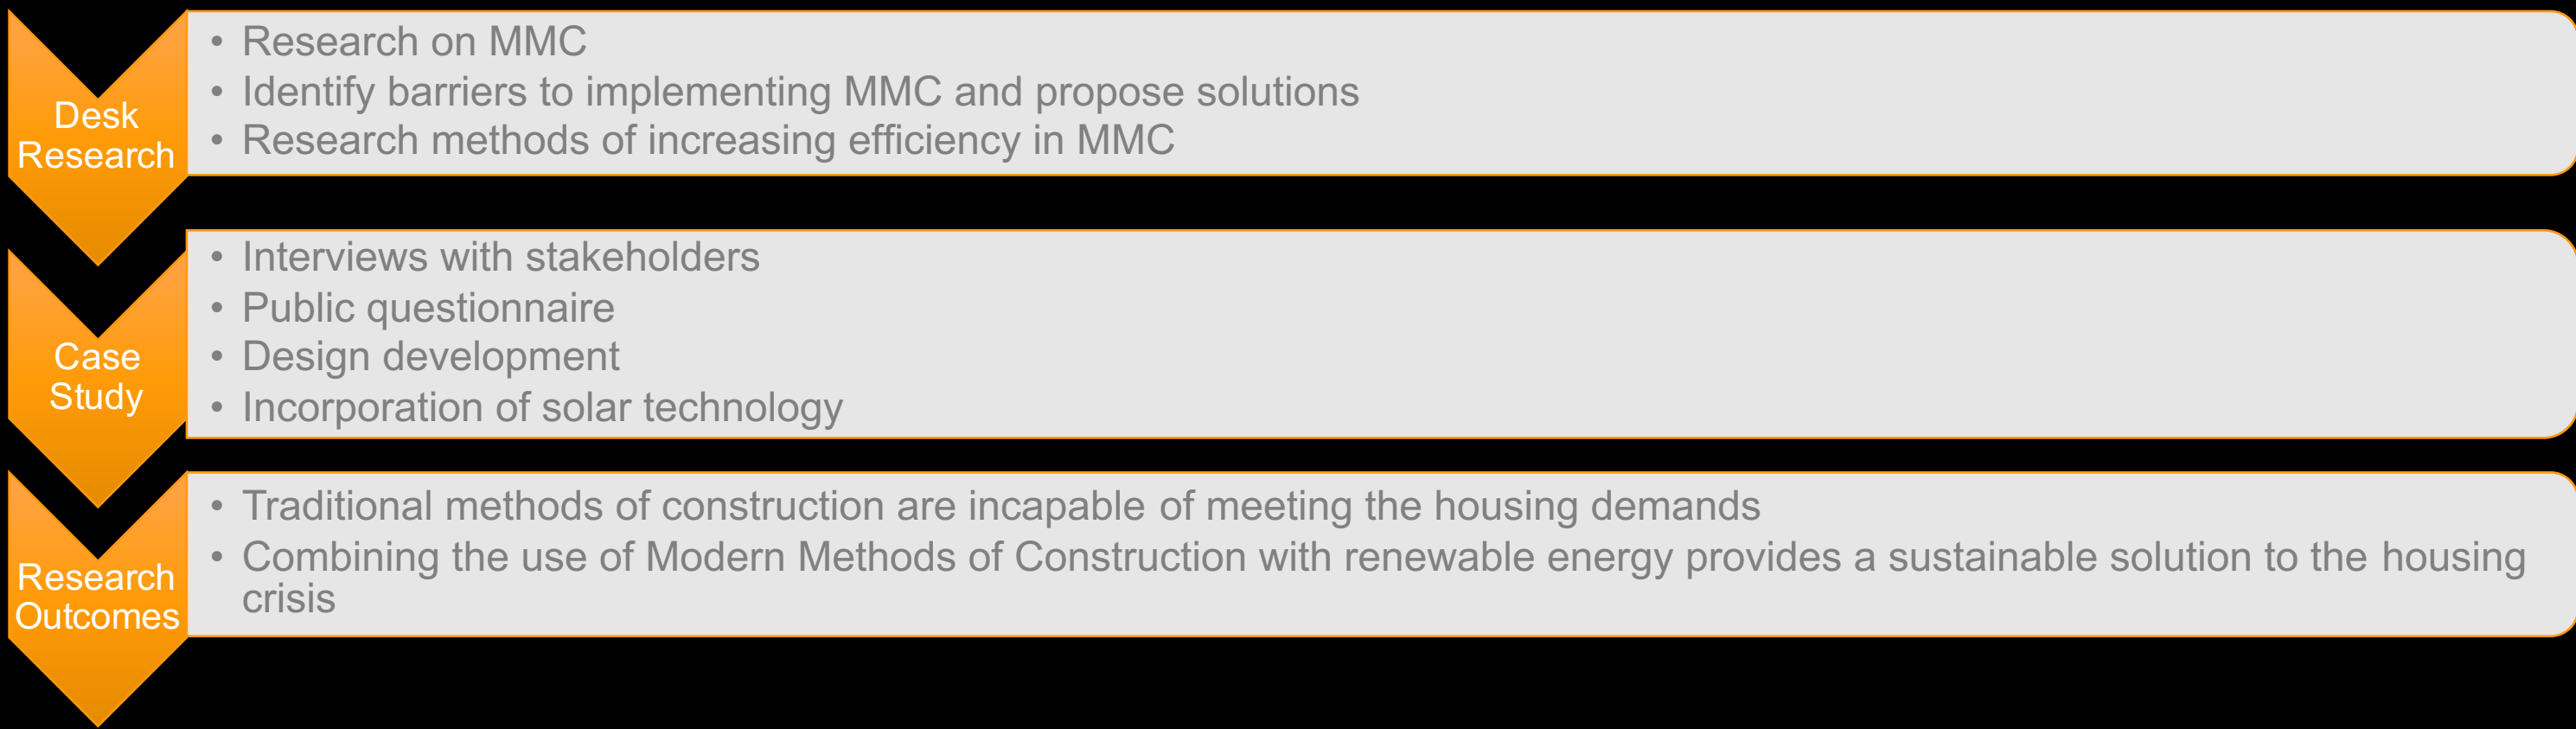 Desk
Research
• Research on MMC
• Identify barriers to implementing MMC and propose solutions
• Research methods of increasing efficiency in MMC
Case
Study
• Interviews with stakeholders
• Public questionnaire
• Design development
• Incorporation of solar technology
Research
Outcomes
• Traditional methods of construction are incapable of meeting the housing demands
• Combining the use of Modern Methods of Construction with renewable energy provides a sustainable solution to the housing
crisis